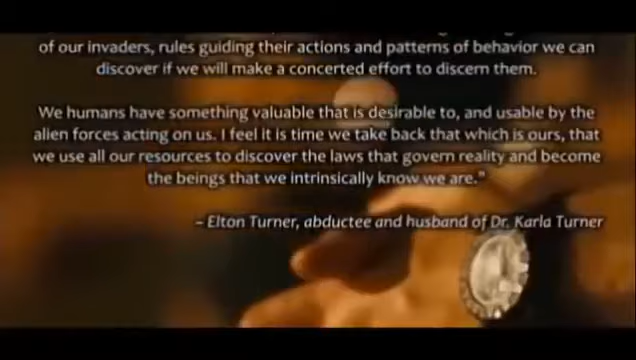 of our invaders, rules guiding their actions and patterns of behavior we can
discover if we will make a concerted effort to discern them.
We humans have something valuable that is desirable to, and usable by the
alien forces acting on us. I feel it is time we take back that which is ours, that
we use all our resources to discover the laws that govern reality and become
the beings that we intrinsically know we are."
– Elton Turner, abductee and husband of Dr. Karla Turner